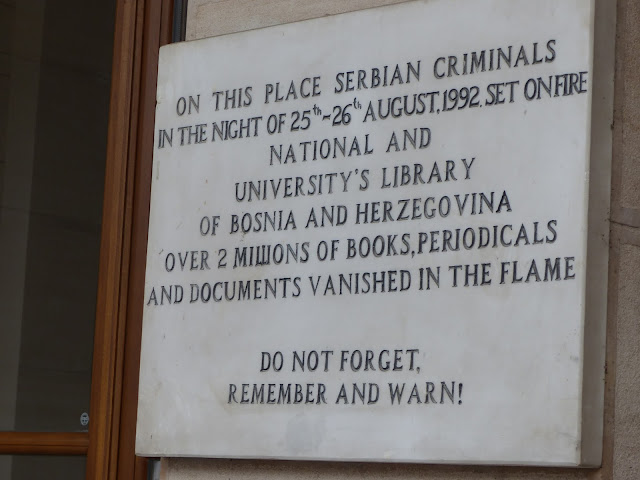 ON THIS PLACE SERBIAN CRIMINALS
IN THE NIGHT OF 25th-26th AUGUST, 1992. SET ON FIRE
NATIONAL AND
UNIVERSITY'S LIBRARY
OF BOSNIA AND HERZEGOVINA
OVER 2 MILLIONS OF BOOKS, PERIODICALS
AND DOCUMENTS VANISHED IN THE FLAME
DO NOT FORGET,
REMEMBER AND WARN!